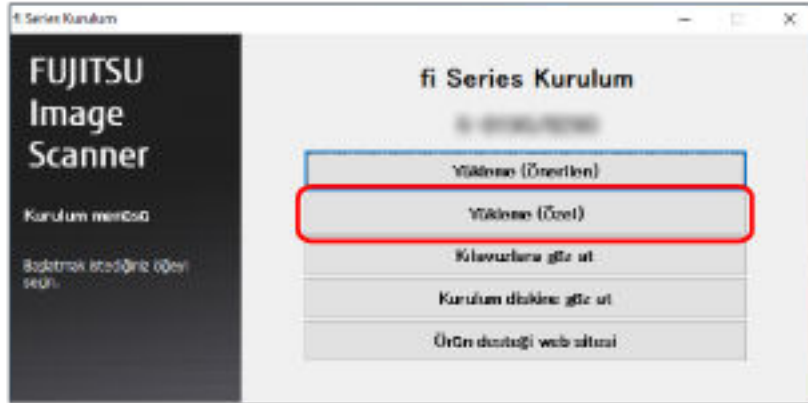 fi Series Kurulum
FUJITSU
Image
Scanner
Kurulum menüsü
Başlatmak istediğiniz öğeyi
seçin.
fi Series Kurulum
Yükleme (Önerilen)
Yükleme (Özel)
Kılavuzlara göz at
Kurulum diskine göz at
Ürün desteği web sitesi